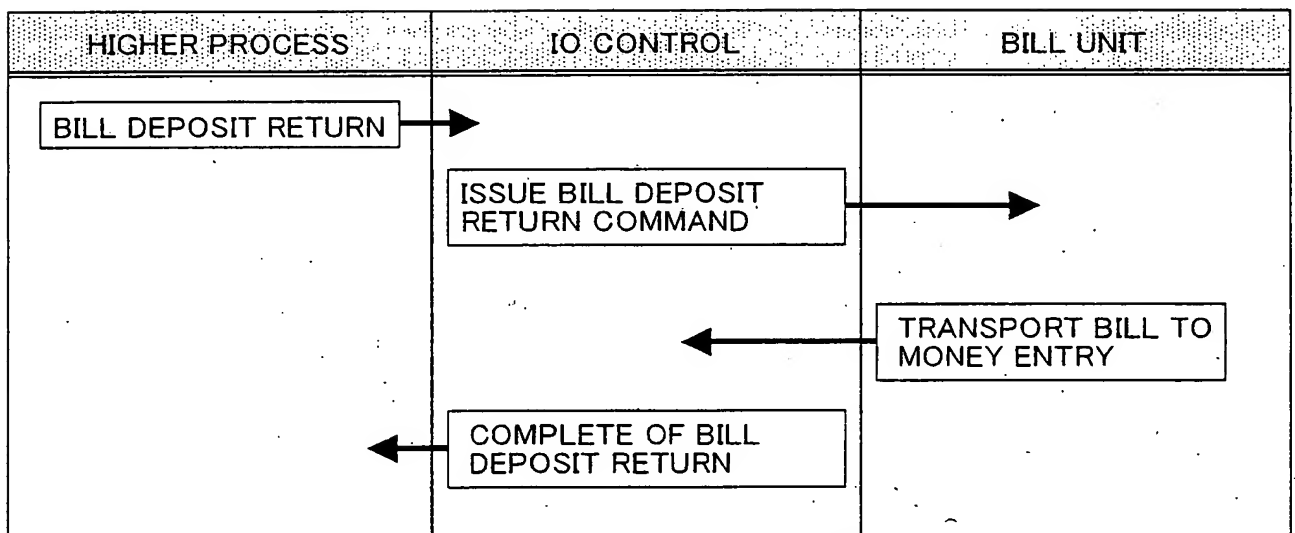 HIGHER PROCESS
IO CONTROL
BILL UNIT
BILL DEPOSIT RETURN
ISSUE BILL DEPOSIT
RETURN COMMAND
TRANSPORT BILL TO
MONEY ENTRY
COMPLETE OF BILL
DEPOSIT RETURN